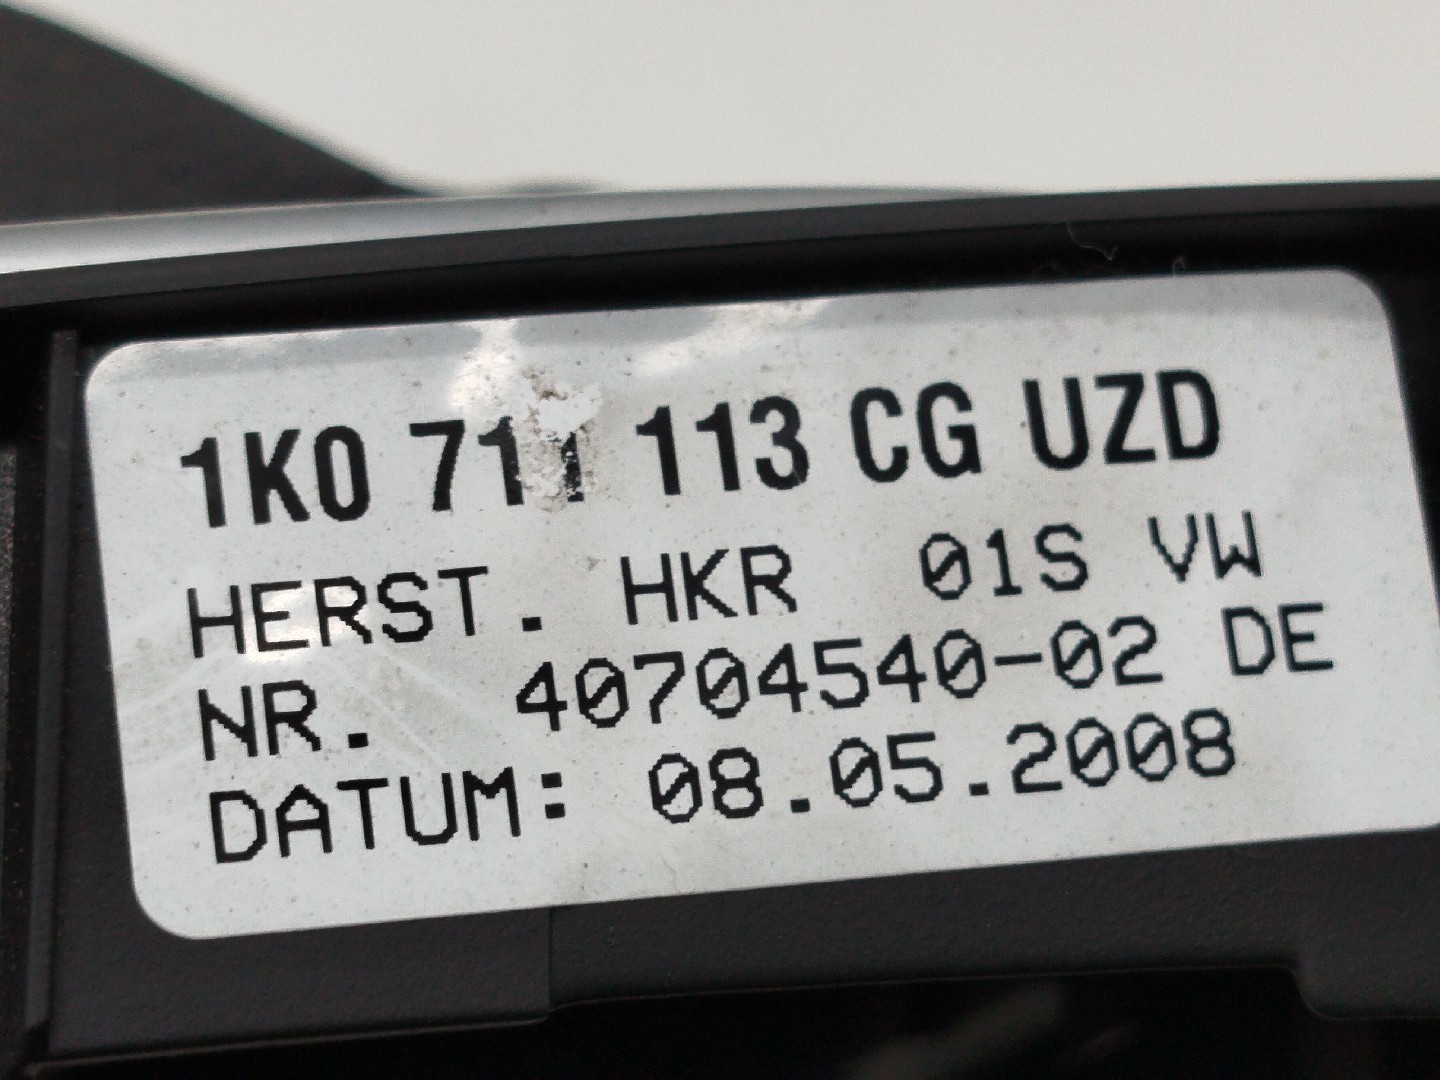 1K0 711 113 CG UZD
HERST. HKR 01S VW
NR. 40704540-02 DE
DATUM: 08.05.2008